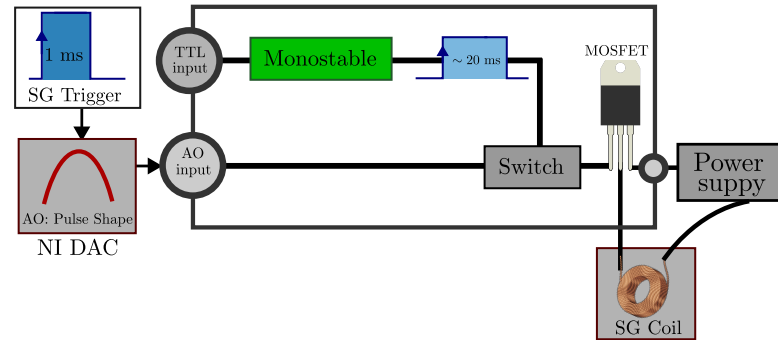 1 ms
SG Trigger
AO: Pulse Shape
NI DAC
TTL
input
AO
input
Monostable
~ 20 ms
Switch
MOSFET
Power
supply
SG Coil